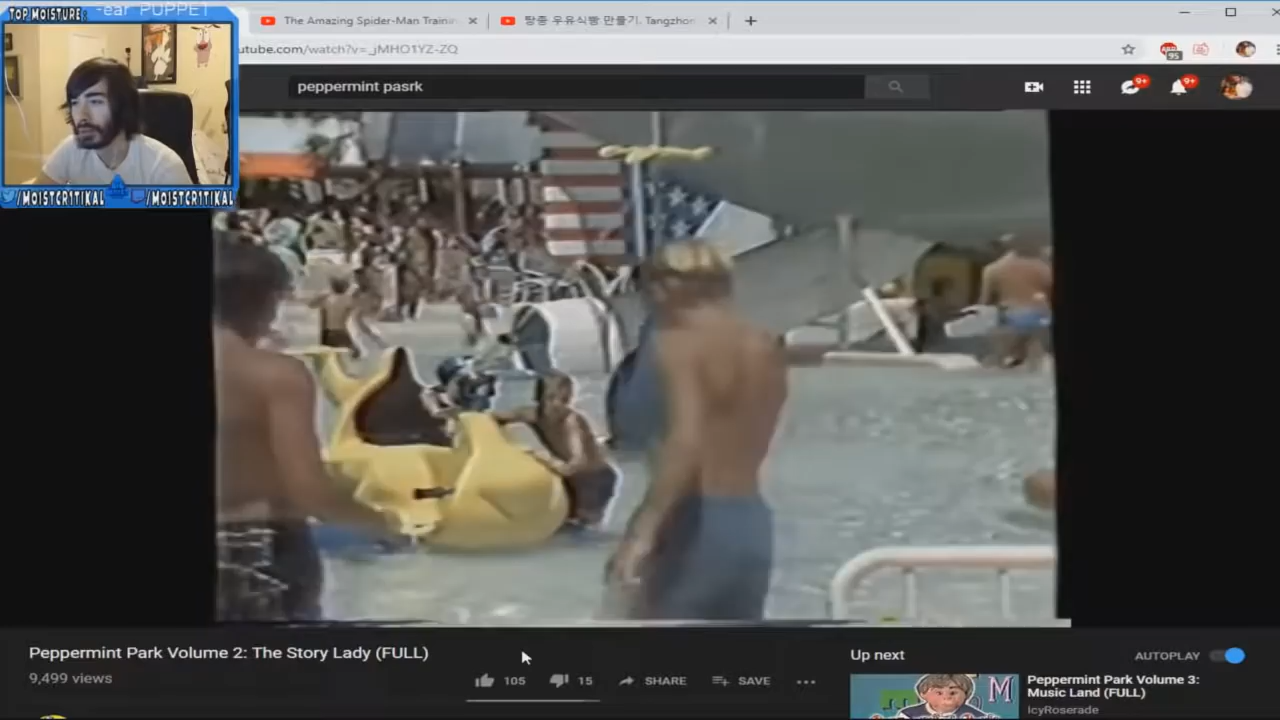 TOP MOISTURE: -ear PUPPET
/MOISTCR1TIKAL /MOISTCR1TIKAL
The Amazing Spider-Man Trainin
탕종 우유식빵 만들기. Tangzhon
utube.com/watch?v=_jMHO1YZ-ZQ
95
peppermint pasrk
9+ 9+
M
Peppermint Park Volume 2: The Story Lady (FULL)
9,499 views
105 15 SHARE SAVE
Up next
AUTOPLAY
Peppermint Park Volume 3:
Music Land (FULL)
IcyRoserade